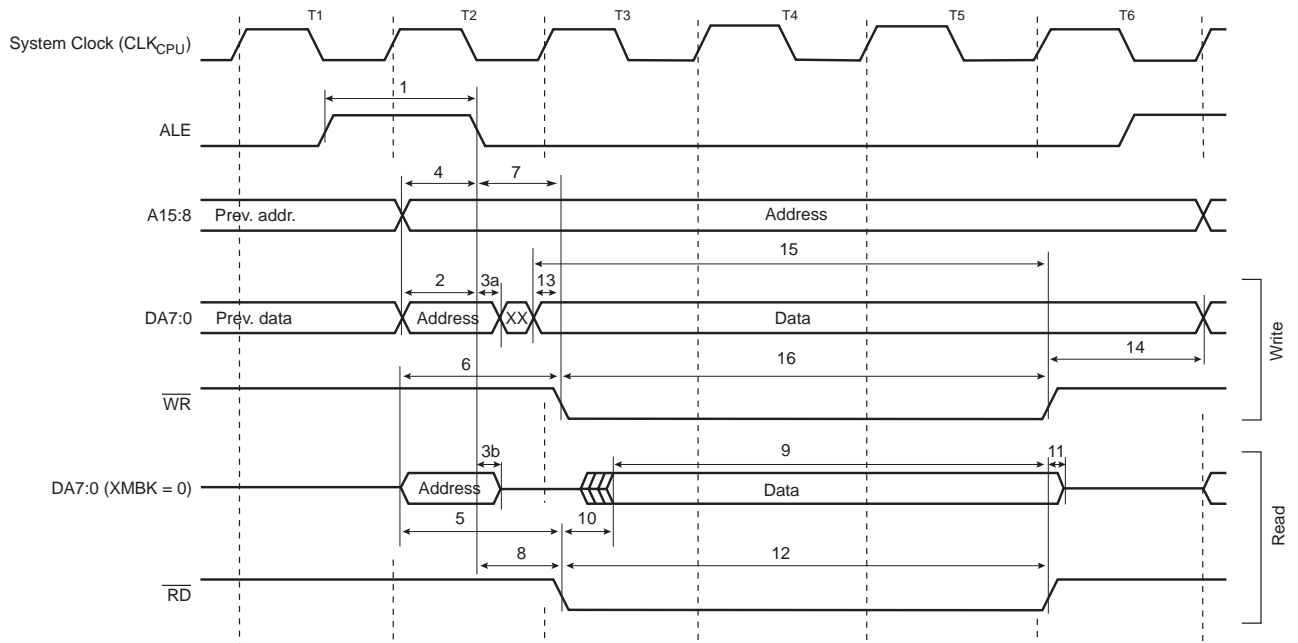 T1 T2 T3 T4 T5 T6
System Clock (CLKCPU)
1
ALE
4 7
A15:8 Prev. addr. Address
15
2 3a 13
DA7:0 Prev. data Address XX Data
14
6 16
WR
Write
3b 9 11
DA7:0 (XMBK = 0) Address Data
5 10
8 12
RD
Read